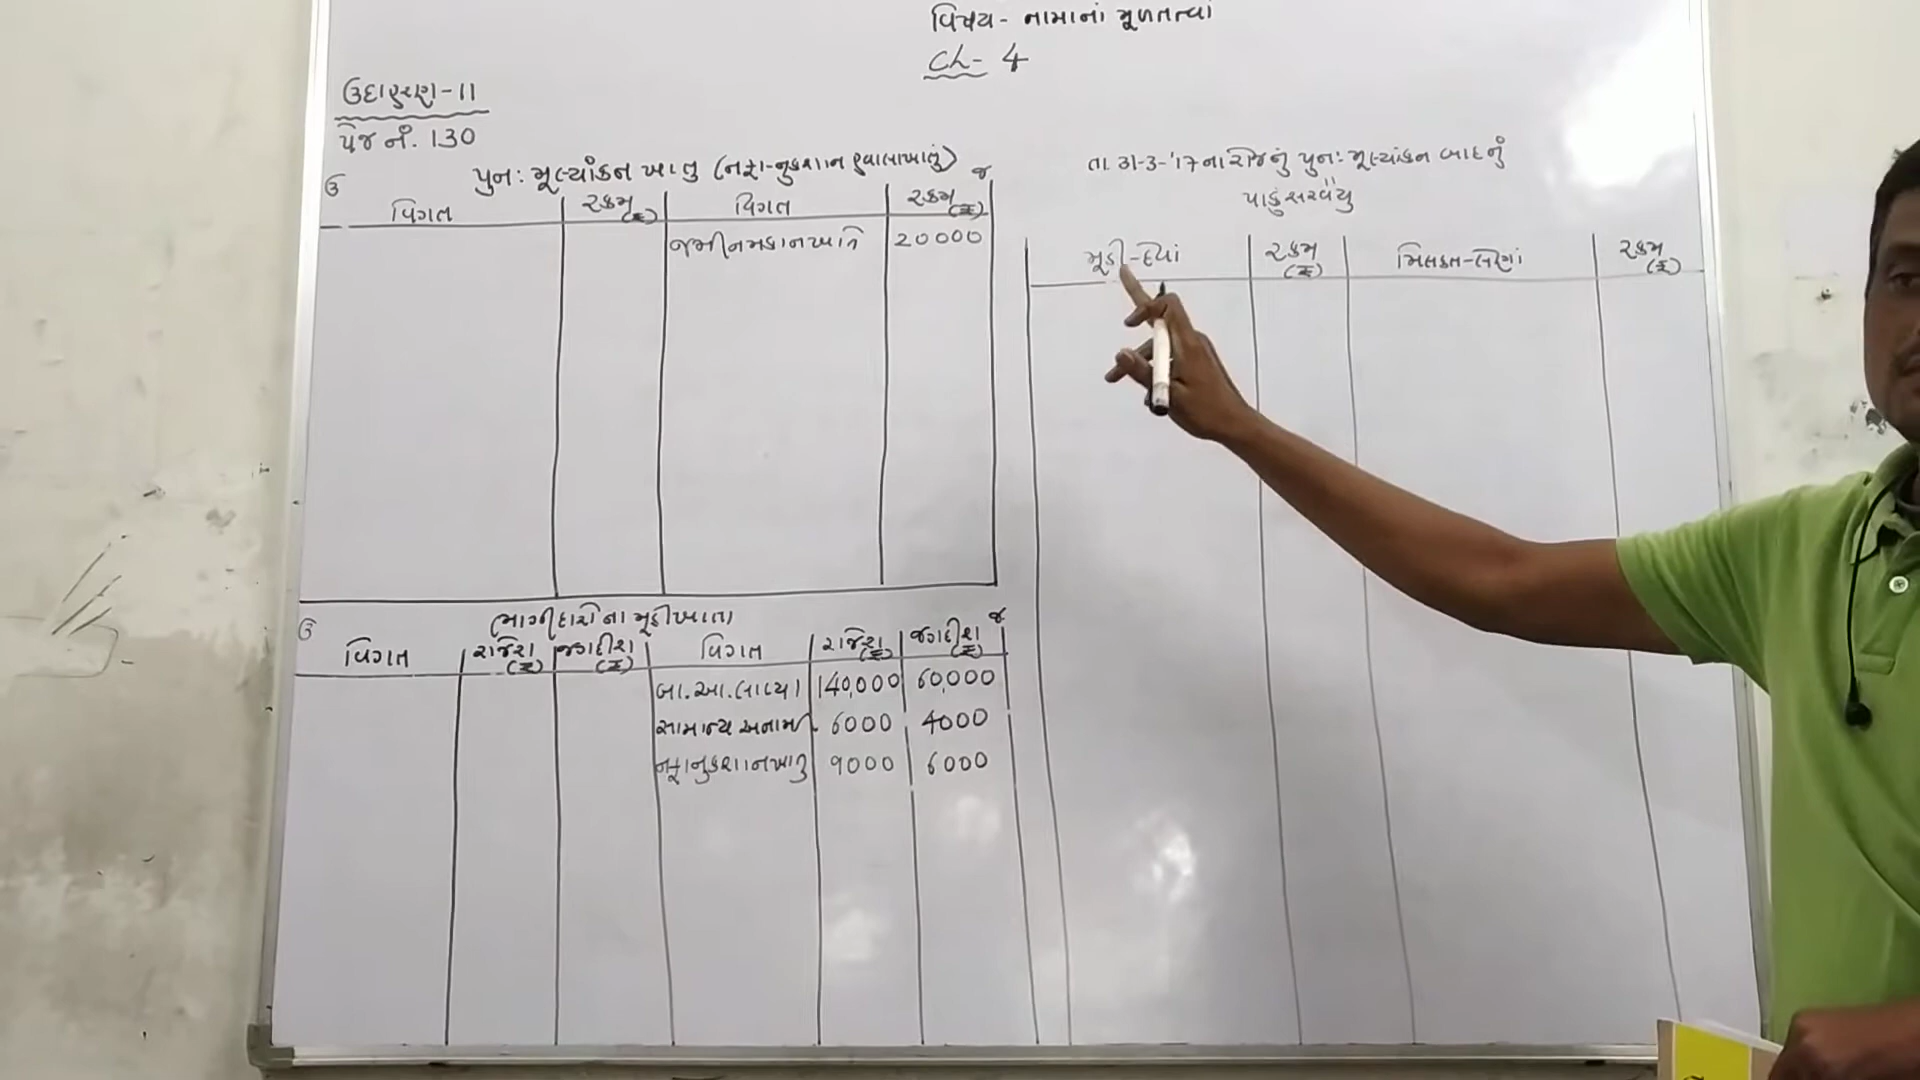 વિષય - નામાનાં મૂળતત્વો
Ch- 4
ઉદાહરણ-11
પેજ નં. 130
પુનઃ મૂલ્યાંકન ખાતુ (નફા-નુકશાન હવાલાખાતું)
ઉ જ
વિગત રકમ (₹) વિગત રકમ (₹)
જમીનમકાનખાતે 20000
ભાગીદારોના મૂડીખાતા
ઉ જ
વિગત રાજેશ (₹) જગદીશ (₹) વિગત રાજેશ (₹) જગદીશ (₹)
બા.આ.લાવ્યા 140,000 60,000
સામાન્ય અનામત 6000 4000
નફાનુકશાનખાતુ 9000 6000
તા. 31-3-'17 ના રોજનું પુનઃ મૂલ્યાંકન બાદનું
પાકું સરવૈયુ
મૂડી-દેવાં રકમ (₹) મિલકત-લેણાં રકમ (₹)